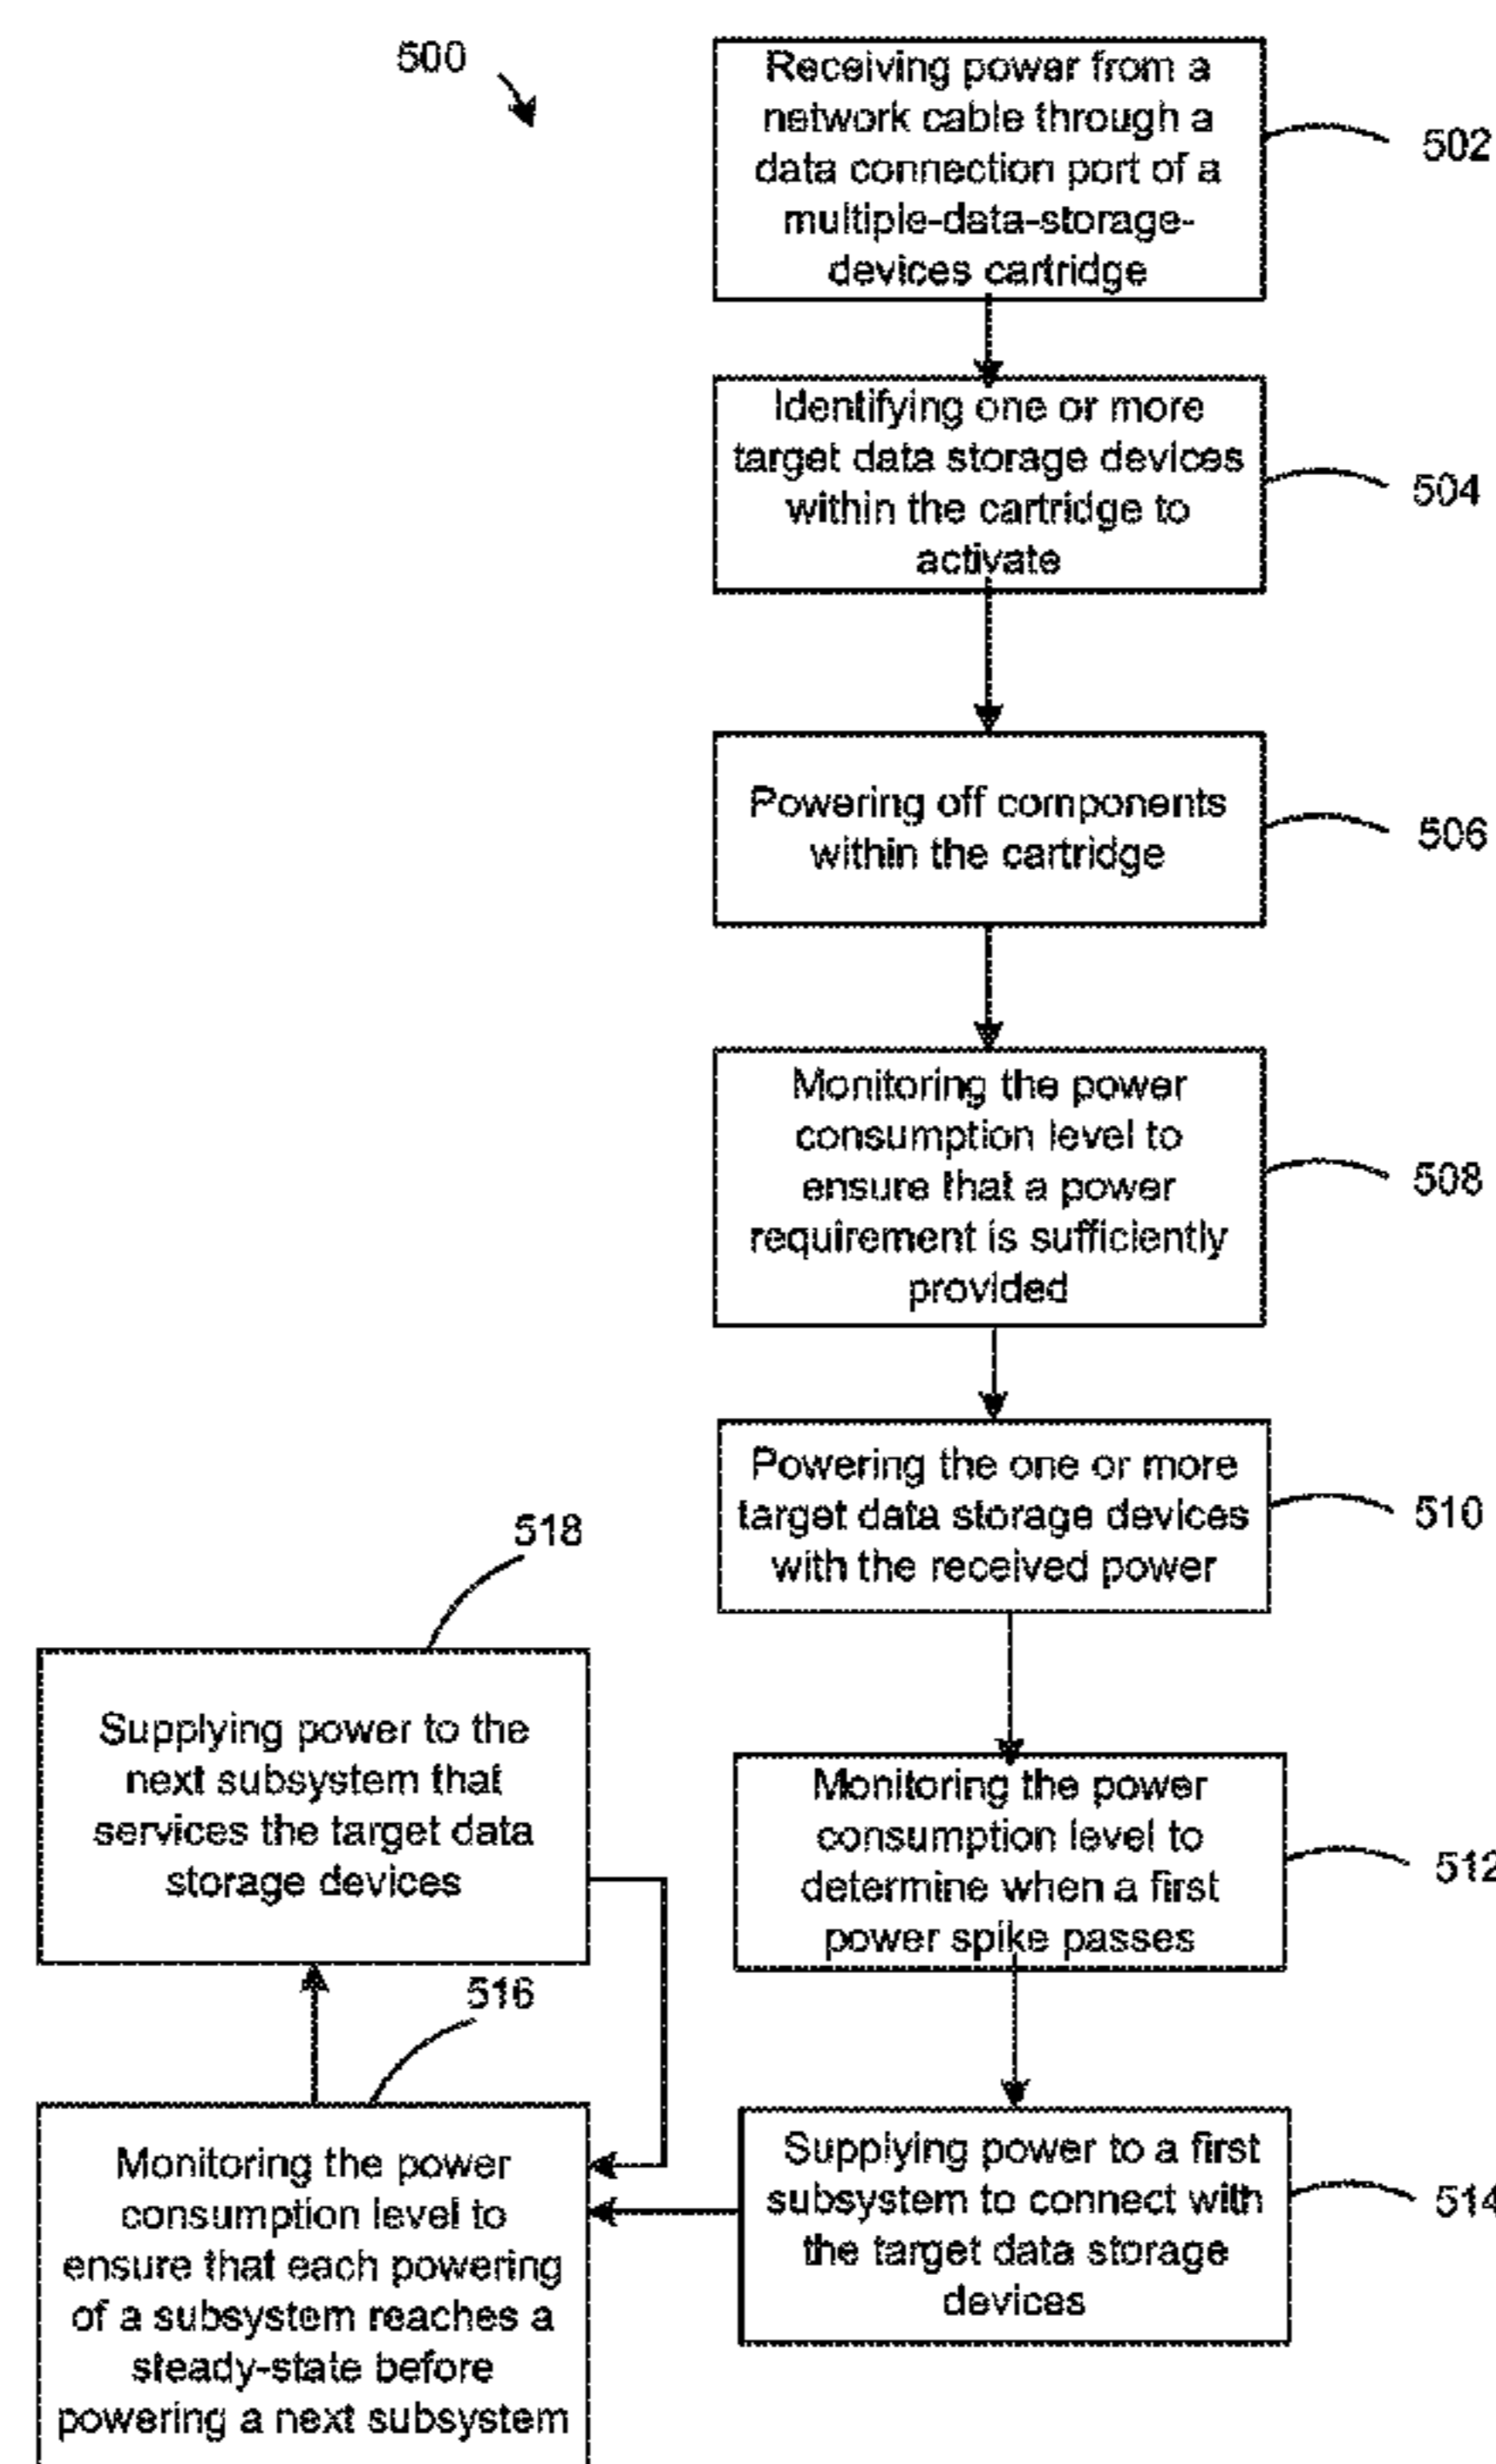 500
Receiving power from a
network cable through a
data connection port of a
multiple-data-storage-
devices cartridge
502
Identifying one or more
target data storage devices
within the cartridge to
activate
504
Powering off components
within the cartridge
506
Monitoring the power
consumption level to
ensure that a power
requirement is sufficiently
provided
508
Powering the one or more
target data storage devices
with the received power
510
Monitoring the power
consumption level to
determine when a first
power spike passes
512
Supplying power to a first
subsystem to connect with
the target data storage
devices
514
516
Monitoring the power
consumption level to
ensure that each powering
of a subsystem reaches a
steady-state before
powering a next subsystem
518
Supplying power to the
next subsystem that
services the target data
storage devices